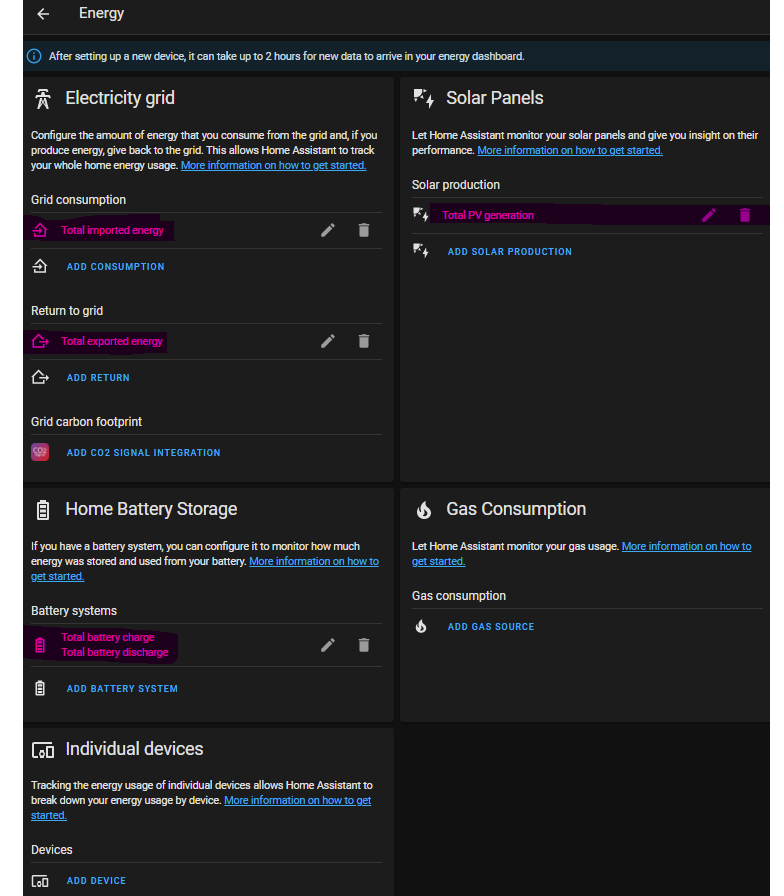 Energy
After setting up a new device, it can take up to 2 hours for new data to arrive in your energy dashboard.
Electricity grid
Configure the amount of energy that you consume from the grid and, if you
produce energy, give back to the grid. This allows Home Assistant to track
your whole home energy usage. More information on how to get started.
Grid consumption
Total imported energy
ADD CONSUMPTION
Return to grid
Total exported energy
ADD RETURN
Grid carbon footprint
CO2
ADD CO2 SIGNAL INTEGRATION
Solar Panels
Let Home Assistant monitor your solar panels and give you insight on their
performance. More information on how to get started.
Solar production
Total PV generation
ADD SOLAR PRODUCTION
Home Battery Storage
If you have a battery system, you can configure it to monitor how much
energy was stored and used from your battery. More information on how to
get started.
Battery systems
Total battery charge
Total battery discharge
ADD BATTERY SYSTEM
Gas Consumption
Let Home Assistant monitor your gas usage. More information on how to
get started.
Gas consumption
ADD GAS SOURCE
Individual devices
Tracking the energy usage of individual devices allows Home Assistant to
break down your energy usage by device. More information on how to get
started.
Devices
ADD DEVICE